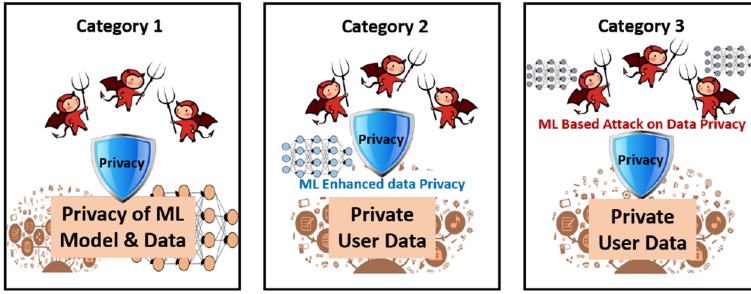 Category 1
Privacy
Privacy of ML
Model & Data
Category 2
Privacy
ML Enhanced data Privacy
Private
User Data
Category 3
ML Based Attack on Data Privacy
Privacy
Private
User Data